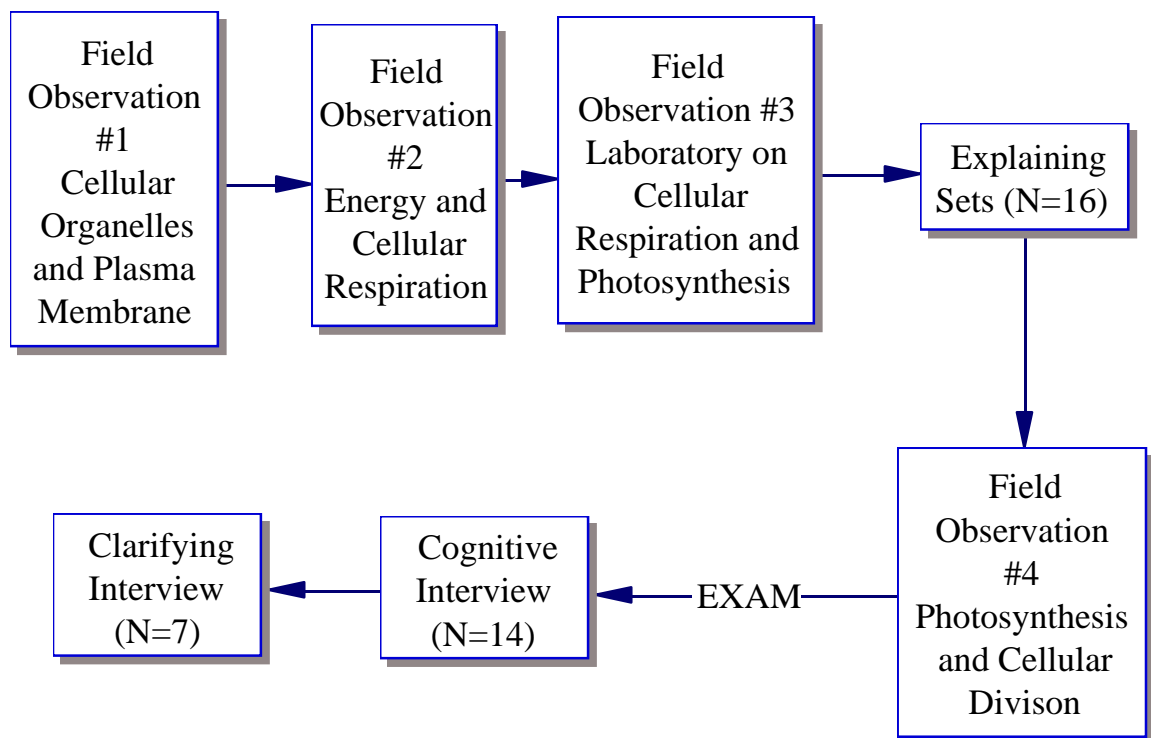 Field
Observation
#1
Cellular
Organelles
and Plasma
Membrane
Field
Observation
#2
Energy and
Cellular
Respiration
Field
Observation #3
Laboratory on
Cellular
Respiration and
Photosynthesis
Explaining
Sets (N=16)
Field
Observation
#4
Photosynthesis
and Cellular
Divison
EXAM
Cognitive
Interview
(N=14)
Clarifying
Interview
(N=7)